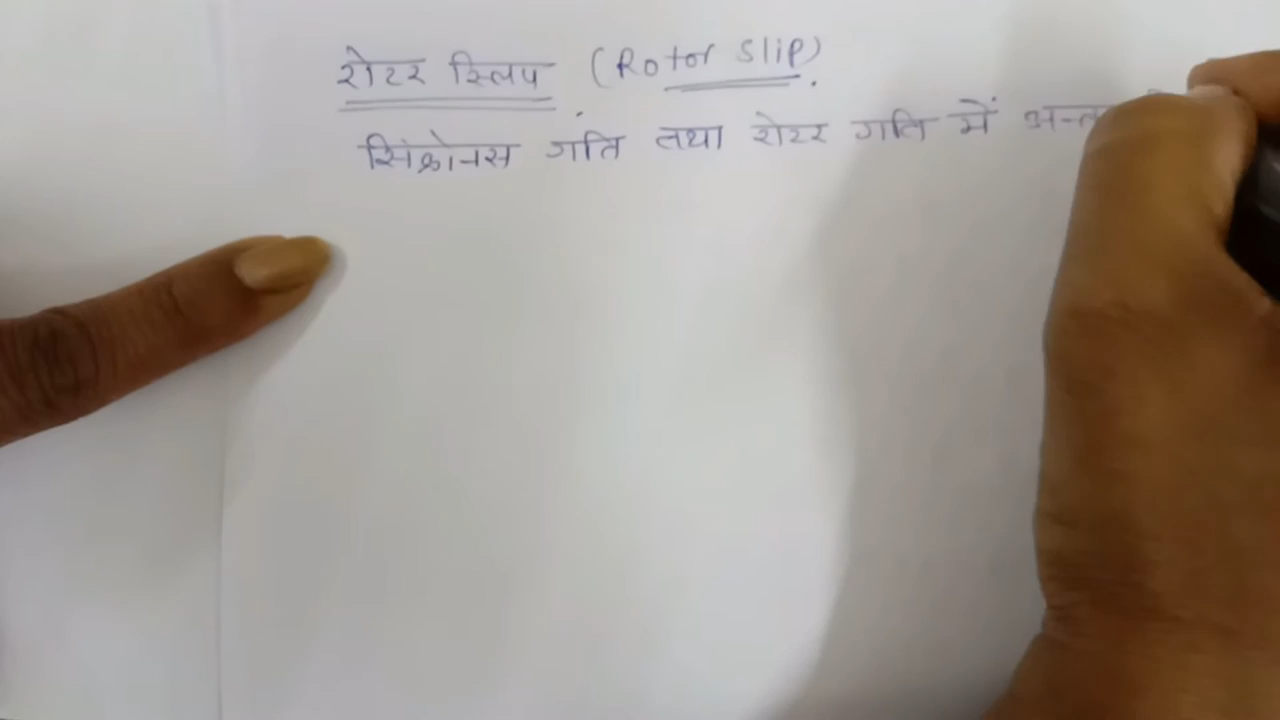 रोटर स्लिप (Rotor Slip)
सिंक्रोनस गति तथा रोटर गति में